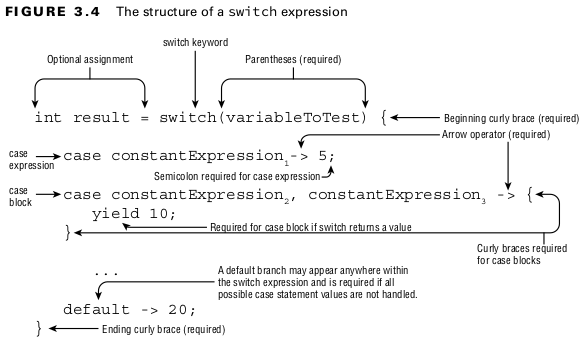 FIGURE 3.4 The structure of a switch expression
switch keyword
Optional assignment
Parentheses (required)
int result = switch(variableToTest) {
Beginning curly brace (required)
Arrow operator (required)
case
expression
case constantExpression1-> 5;
Semicolon required for case expression
case
block
case constantExpression2, constantExpression3 -> {
yield 10;
Required for case block if switch returns a value
}
Curly braces required
for case blocks
...
A default branch may appear anywhere within
the switch expression and is required if all
possible case statement values are not handled.
default -> 20;
}
Ending curly brace (required)